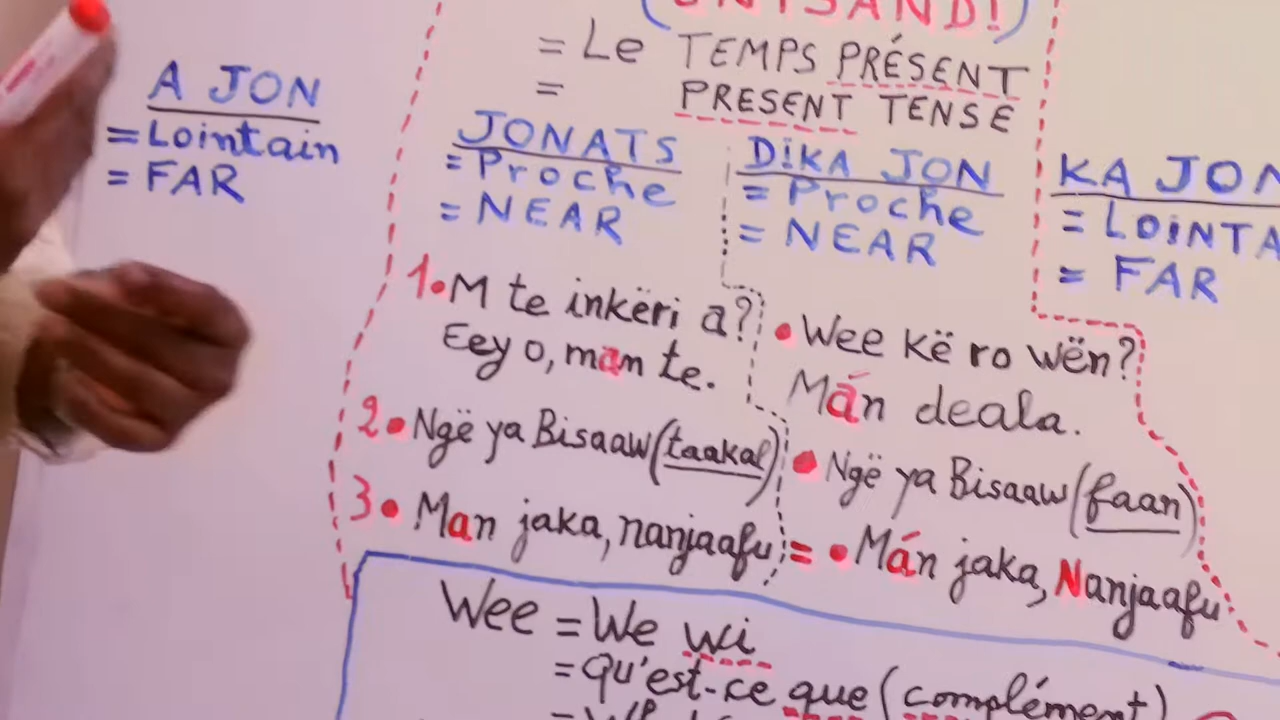 (UNTSAND!)
= Le TEMPS PRÉSENT
= PRESENT TENSE
A JON
= Lointain
= FAR
JONATS
= Proche
= NEAR
DiKA JON
= Proche
= NEAR
KA JON
= LOiNTA
= FAR
1• M te inkëri a?
Eeyo, man te.
• Wee kë ro wën?
Mán deala.
2• Ngë ya Bisaaw (taakal)
• Ngë ya Bisaaw (faan)
3• Man jaka, nanjaafu
= • Mán jaka, Nanjaafu
Wee = We wi
= qu'est-ce que (complément)